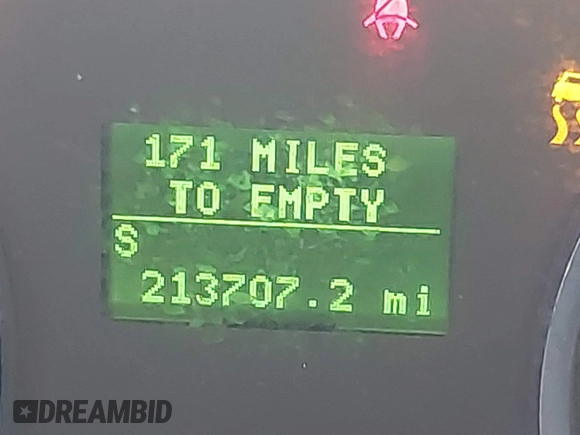 171 MILES
TO EMPTY
S
213707.2 mi
DREAMBID